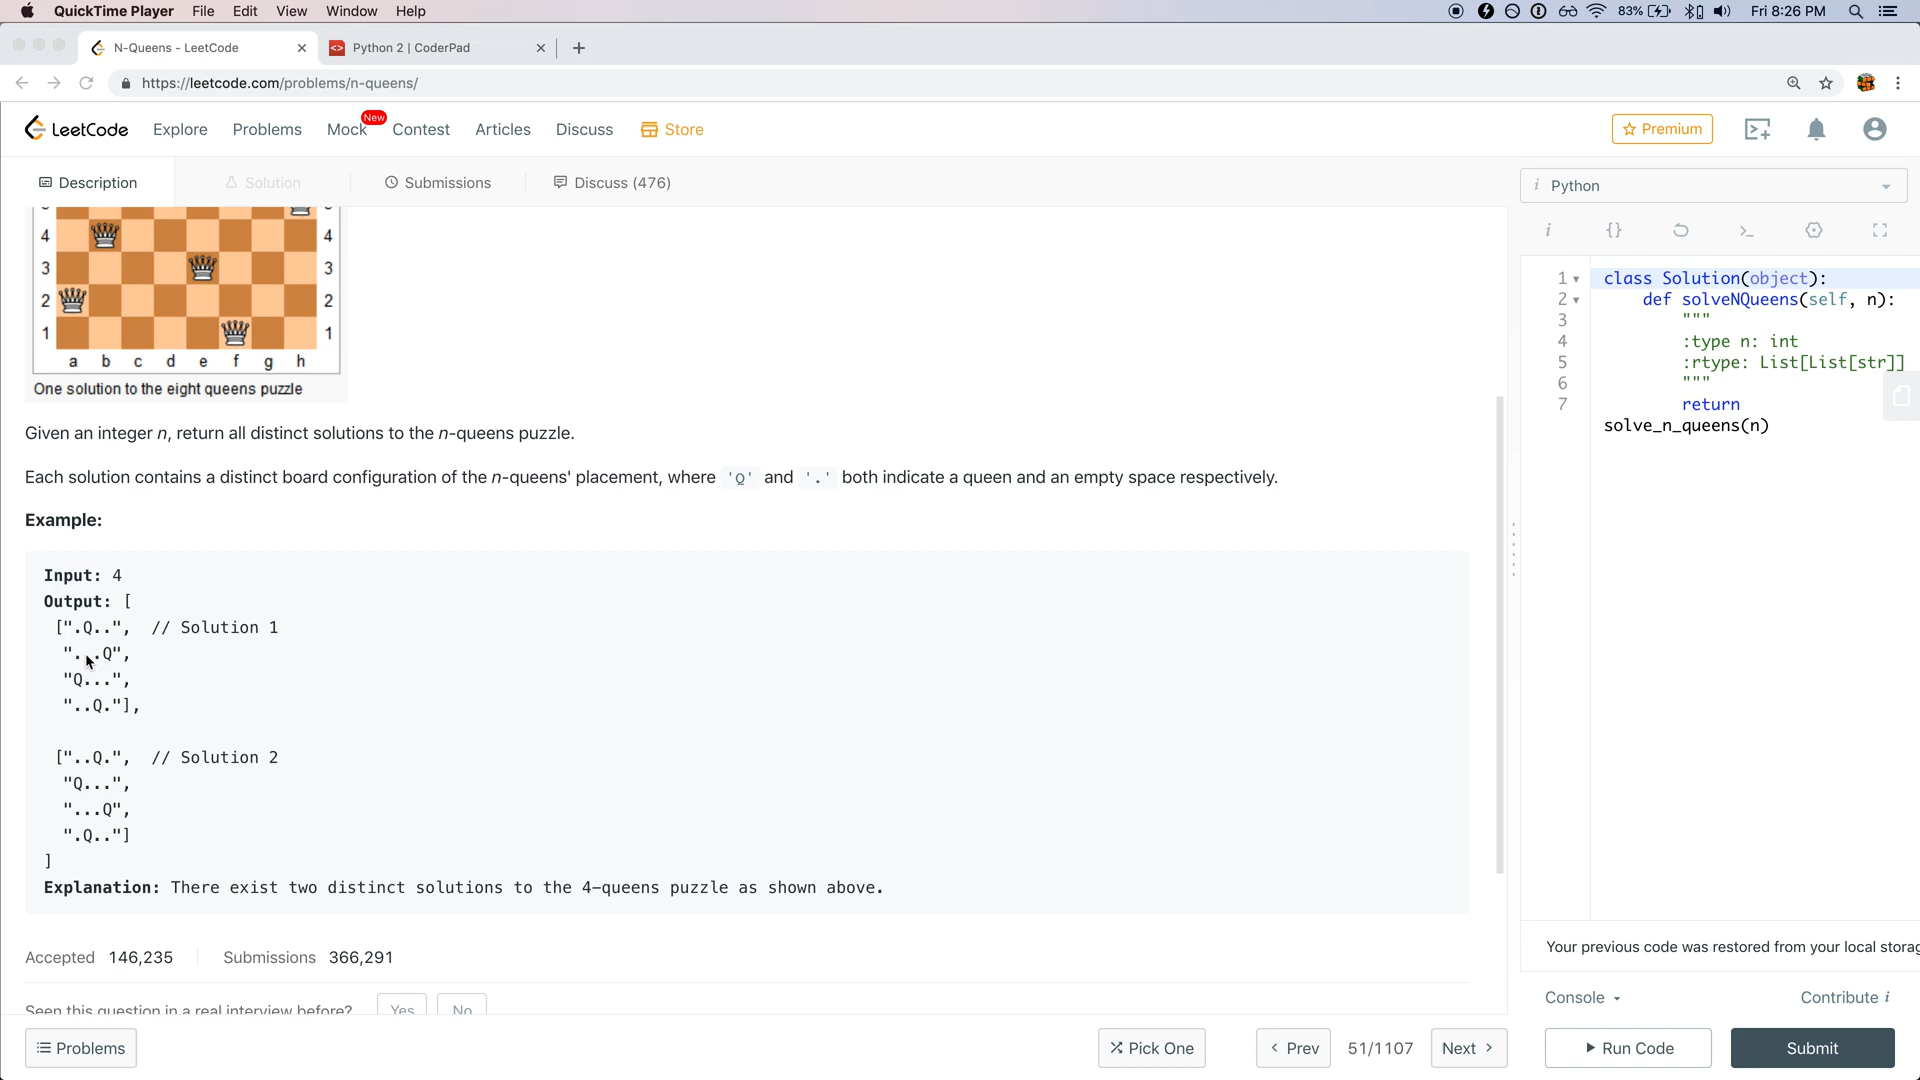 QuickTime Player File Edit View Window Help 83% Fri 8:26 PM
N-Queens - LeetCode Python 2 | CoderPad
https://leetcode.com/problems/n-queens/
LeetCode Explore Problems Mock New Contest Articles Discuss Store Premium
Description Solution Submissions Discuss (476)
Python
4 4
3 3
2 2
1 1
a b c d e f g h
One solution to the eight queens puzzle
Given an integer n, return all distinct solutions to the n-queens puzzle.
Each solution contains a distinct board configuration of the n-queens' placement, where 'Q' and '.' both indicate a queen and an empty space respectively.
Example:
Input: 4
Output: [
[".Q..", // Solution 1
"...Q",
"Q...",
"..Q."],
["..Q.", // Solution 2
"Q...",
"...Q",
".Q.."]
]
Explanation: There exist two distinct solutions to the 4-queens puzzle as shown above.
Accepted 146,235 Submissions 366,291
Seen this question in a real interview before? Yes No
Problems Pick One Prev 51/1107 Next
1 class Solution(object):
2 def solveNQueens(self, n):
3 """
4 :type n: int
5 :rtype: List[List[str]]
6 """
7 return
solve_n_queens(n)
Your previous code was restored from your local
Console Contribute i
Run Code Submit